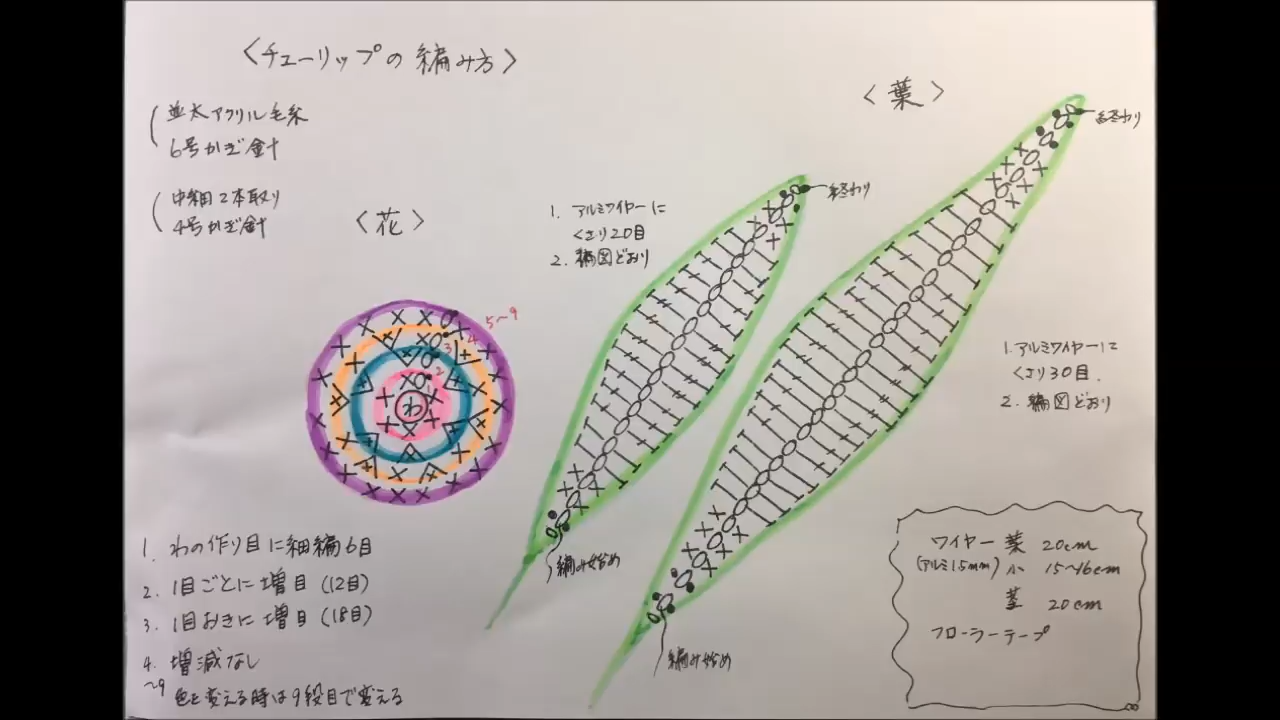 〈チューリップの編み方〉
並太アクリル毛糸
6号かぎ針
中細2本取り
4号かぎ針
〈花〉
5~9
4
3
2
1
わ
1. わの作り目に細編6目
2. 1目ごとに増目(12目)
3. 1目おきに増目(18目)
4. 増減なし
~9 色を変える時は9段目で変える
〈葉〉
1. アルミワイヤーに
くさり20目
2. 編図どおり
終わり
編み始め
終わり
編み始め
1. アルミワイヤーに
くさり30目.
2. 編図どおり
ワイヤー 葉 20cm
(アルミ1.5mm) 小 15~16cm
茎 20cm
フローラーテープ